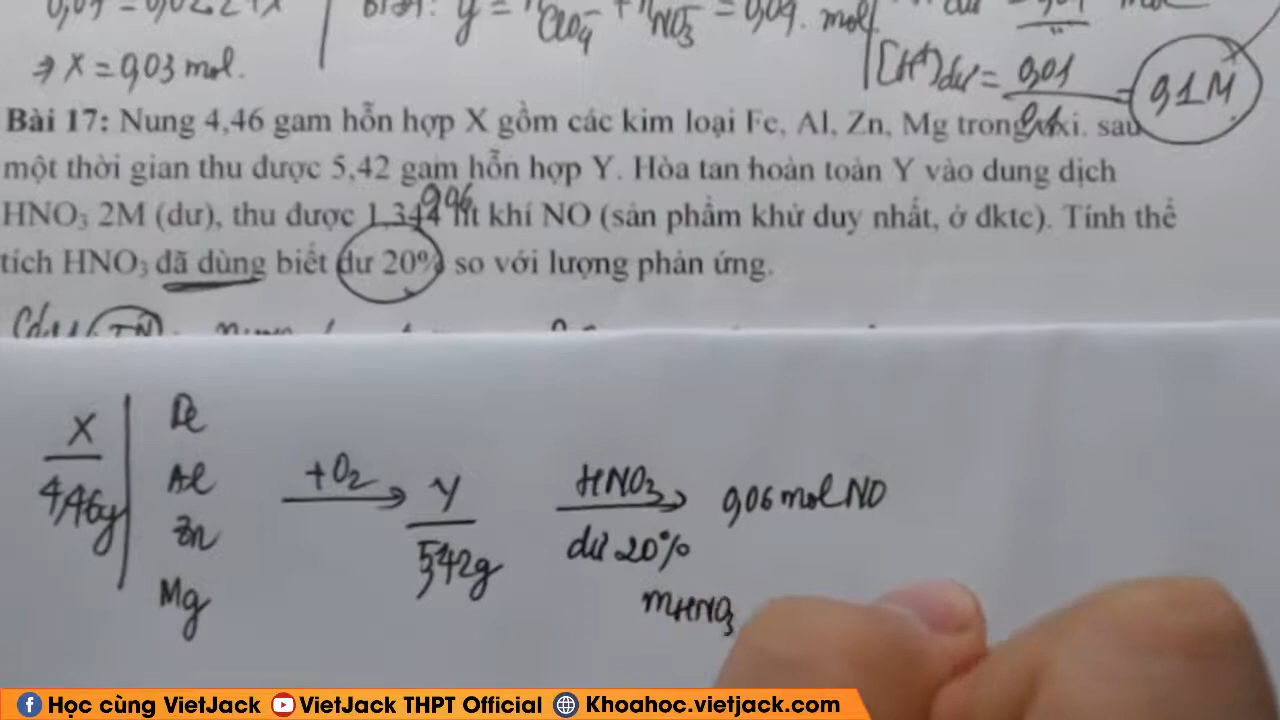 ⇒ x = 0,03 mol.
y = nClO₄⁻ + nNO₃⁻ = 0,04. mol.
[H⁺]dư = 0,01
0,1M
Bài 17: Nung 4,46 gam hỗn hợp X gồm các kim loại Fe, Al, Zn, Mg trong oxi. sau
một thời gian thu được 5,42 gam hỗn hợp Y. Hòa tan hoàn toàn Y vào dung dịch
0,06
HNO₃ 2M (dư), thu được 1,344 lít khí NO (sản phẩm khử duy nhất, ở đktc). Tính thể
tích HNO₃ đã dùng biết dư 20% so với lượng phản ứng.
X
4,46g
Fe
Al
Zn
Mg
+O₂
Y
5,42g
HNO₃
dư 20%
mHNO₃
0,06 mol NO
Học cùng VietJack VietJack THPT Official Khoahoc.vietjack.com